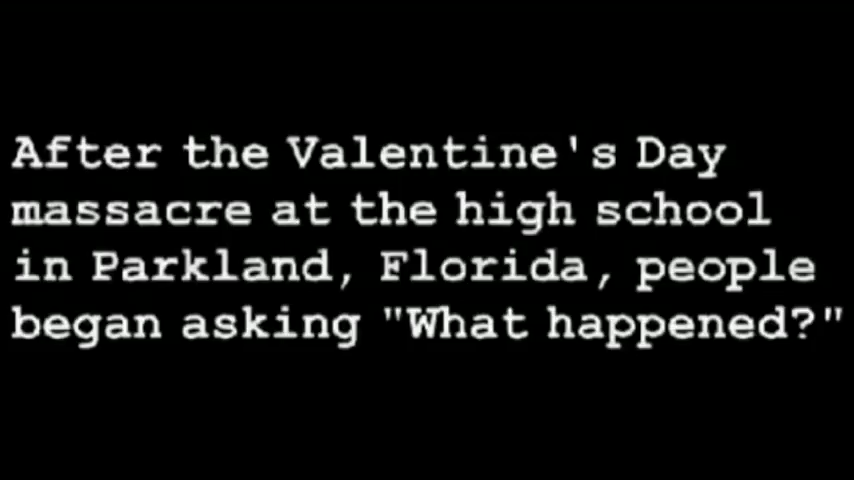 After the Valentine's Day
massacre at the high school
in Parkland, Florida, people
began asking "What happened?"